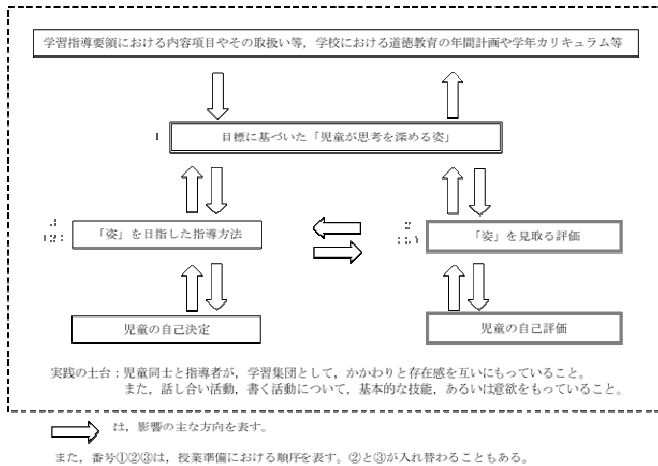 学習指導要領における内容項目やその取扱い等，学校における道徳教育の年間計画や学年カリキュラム等
目標に基づいた「児童が思考を深める姿」
「姿」を目指した指導方法
「姿」を見取る評価
児童の自己決定
児童の自己評価
実践の土台：児童同士と指導者が，学習集団として，かかわりと存在感を互いにもっていること。
また，話し合い活動，書く活動について，基本的な技能，あるいは意欲をもっていること。
は，影響の主な方向を表す。
また，番号①②③は，授業準備における順序を表す。②と③が入れ替わることもある。